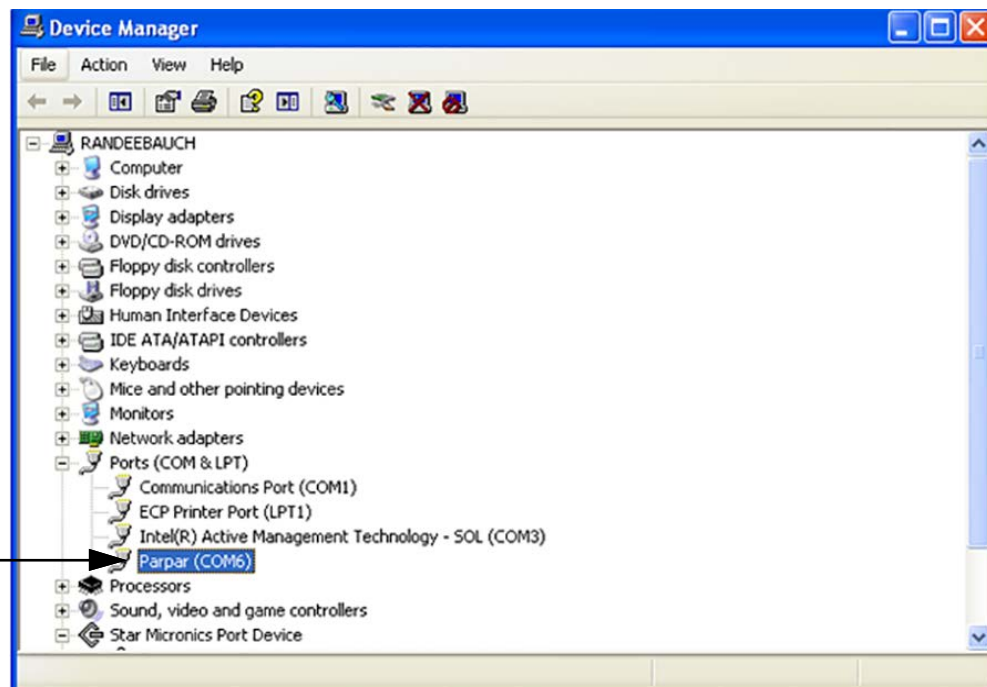 Device Manager
File Action View Help
RANDEEBAUCH
Computer
Disk drives
Display adapters
DVD/CD-ROM drives
Floppy disk controllers
Floppy disk drives
Human Interface Devices
IDE ATA/ATAPI controllers
Keyboards
Mice and other pointing devices
Monitors
Network adapters
Ports (COM & LPT)
Communications Port (COM1)
ECP Printer Port (LPT1)
Intel(R) Active Management Technology - SOL (COM3)
Parpar (COM6)
Processors
Sound, video and game controllers
Star Micronics Port Device